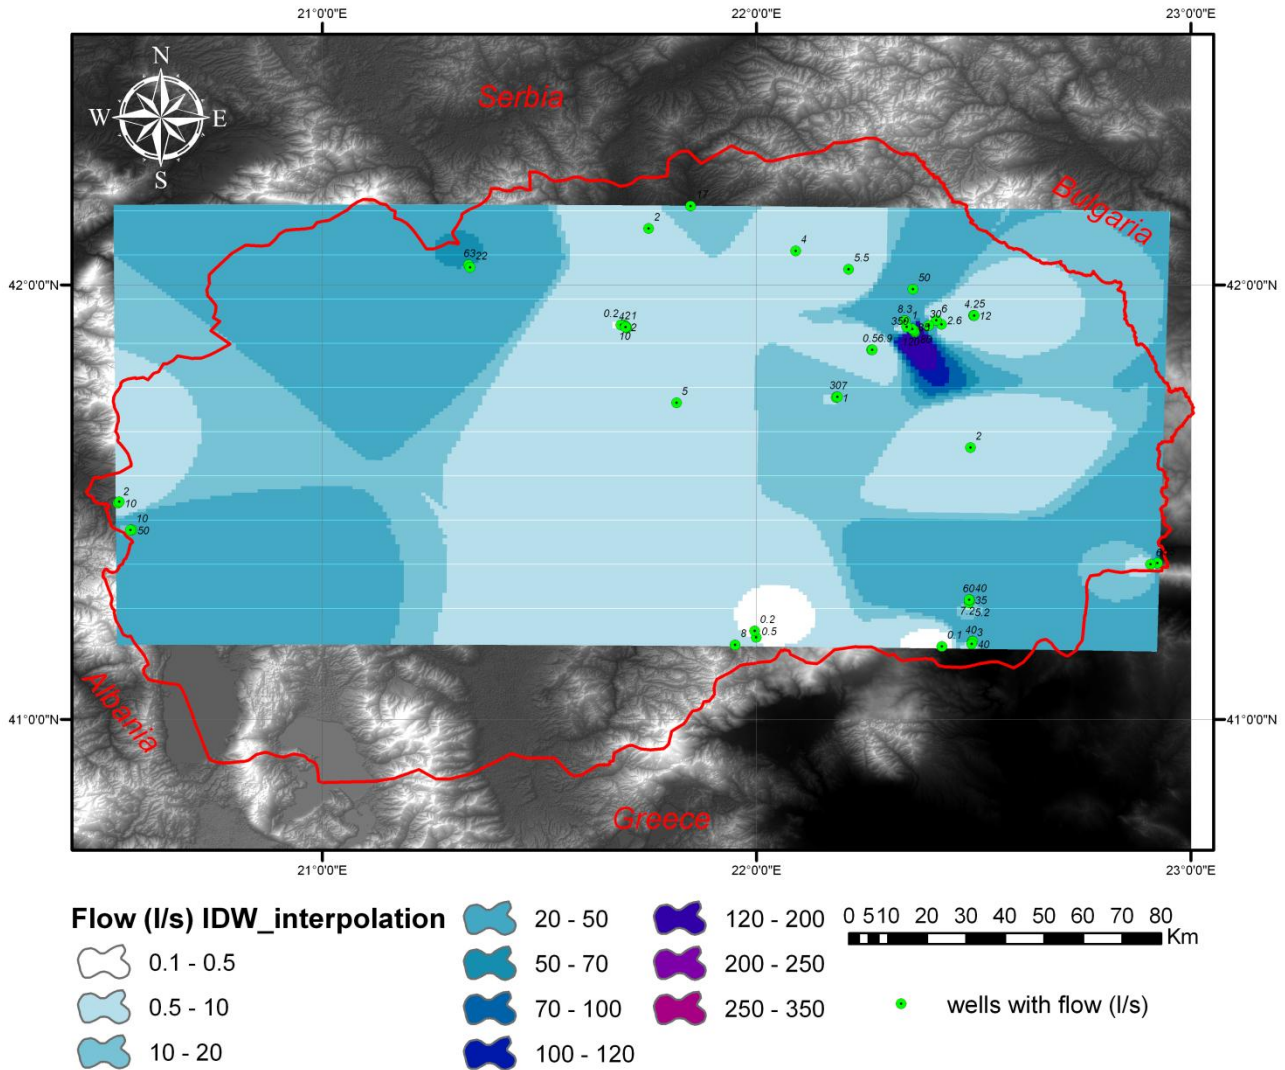 21°0'0"E 22°0'0"E 23°0'0"E
N
W E
S
Serbia
Bulgaria
17
2
4
5.5
63 22
50
42°0'0"N 42°0'0"N
4.25
12
8.3 1 30 6
2.6
350
0.2 421
2
10
0.56.9
307
1
5
2
2
10
10
50
6
6040
35
7.2 5.2
0.2
0.5
8
0.1
40 3
40
Albania
41°0'0"N 41°0'0"N
Greece
21°0'0"E 22°0'0"E 23°0'0"E
Flow (l/s) IDW_interpolation
0.1 - 0.5
0.5 - 10
10 - 20
20 - 50
50 - 70
70 - 100
100 - 120
120 - 200
200 - 250
250 - 350
0 5 10 20 30 40 50 60 70 80
Km
wells with flow (l/s)